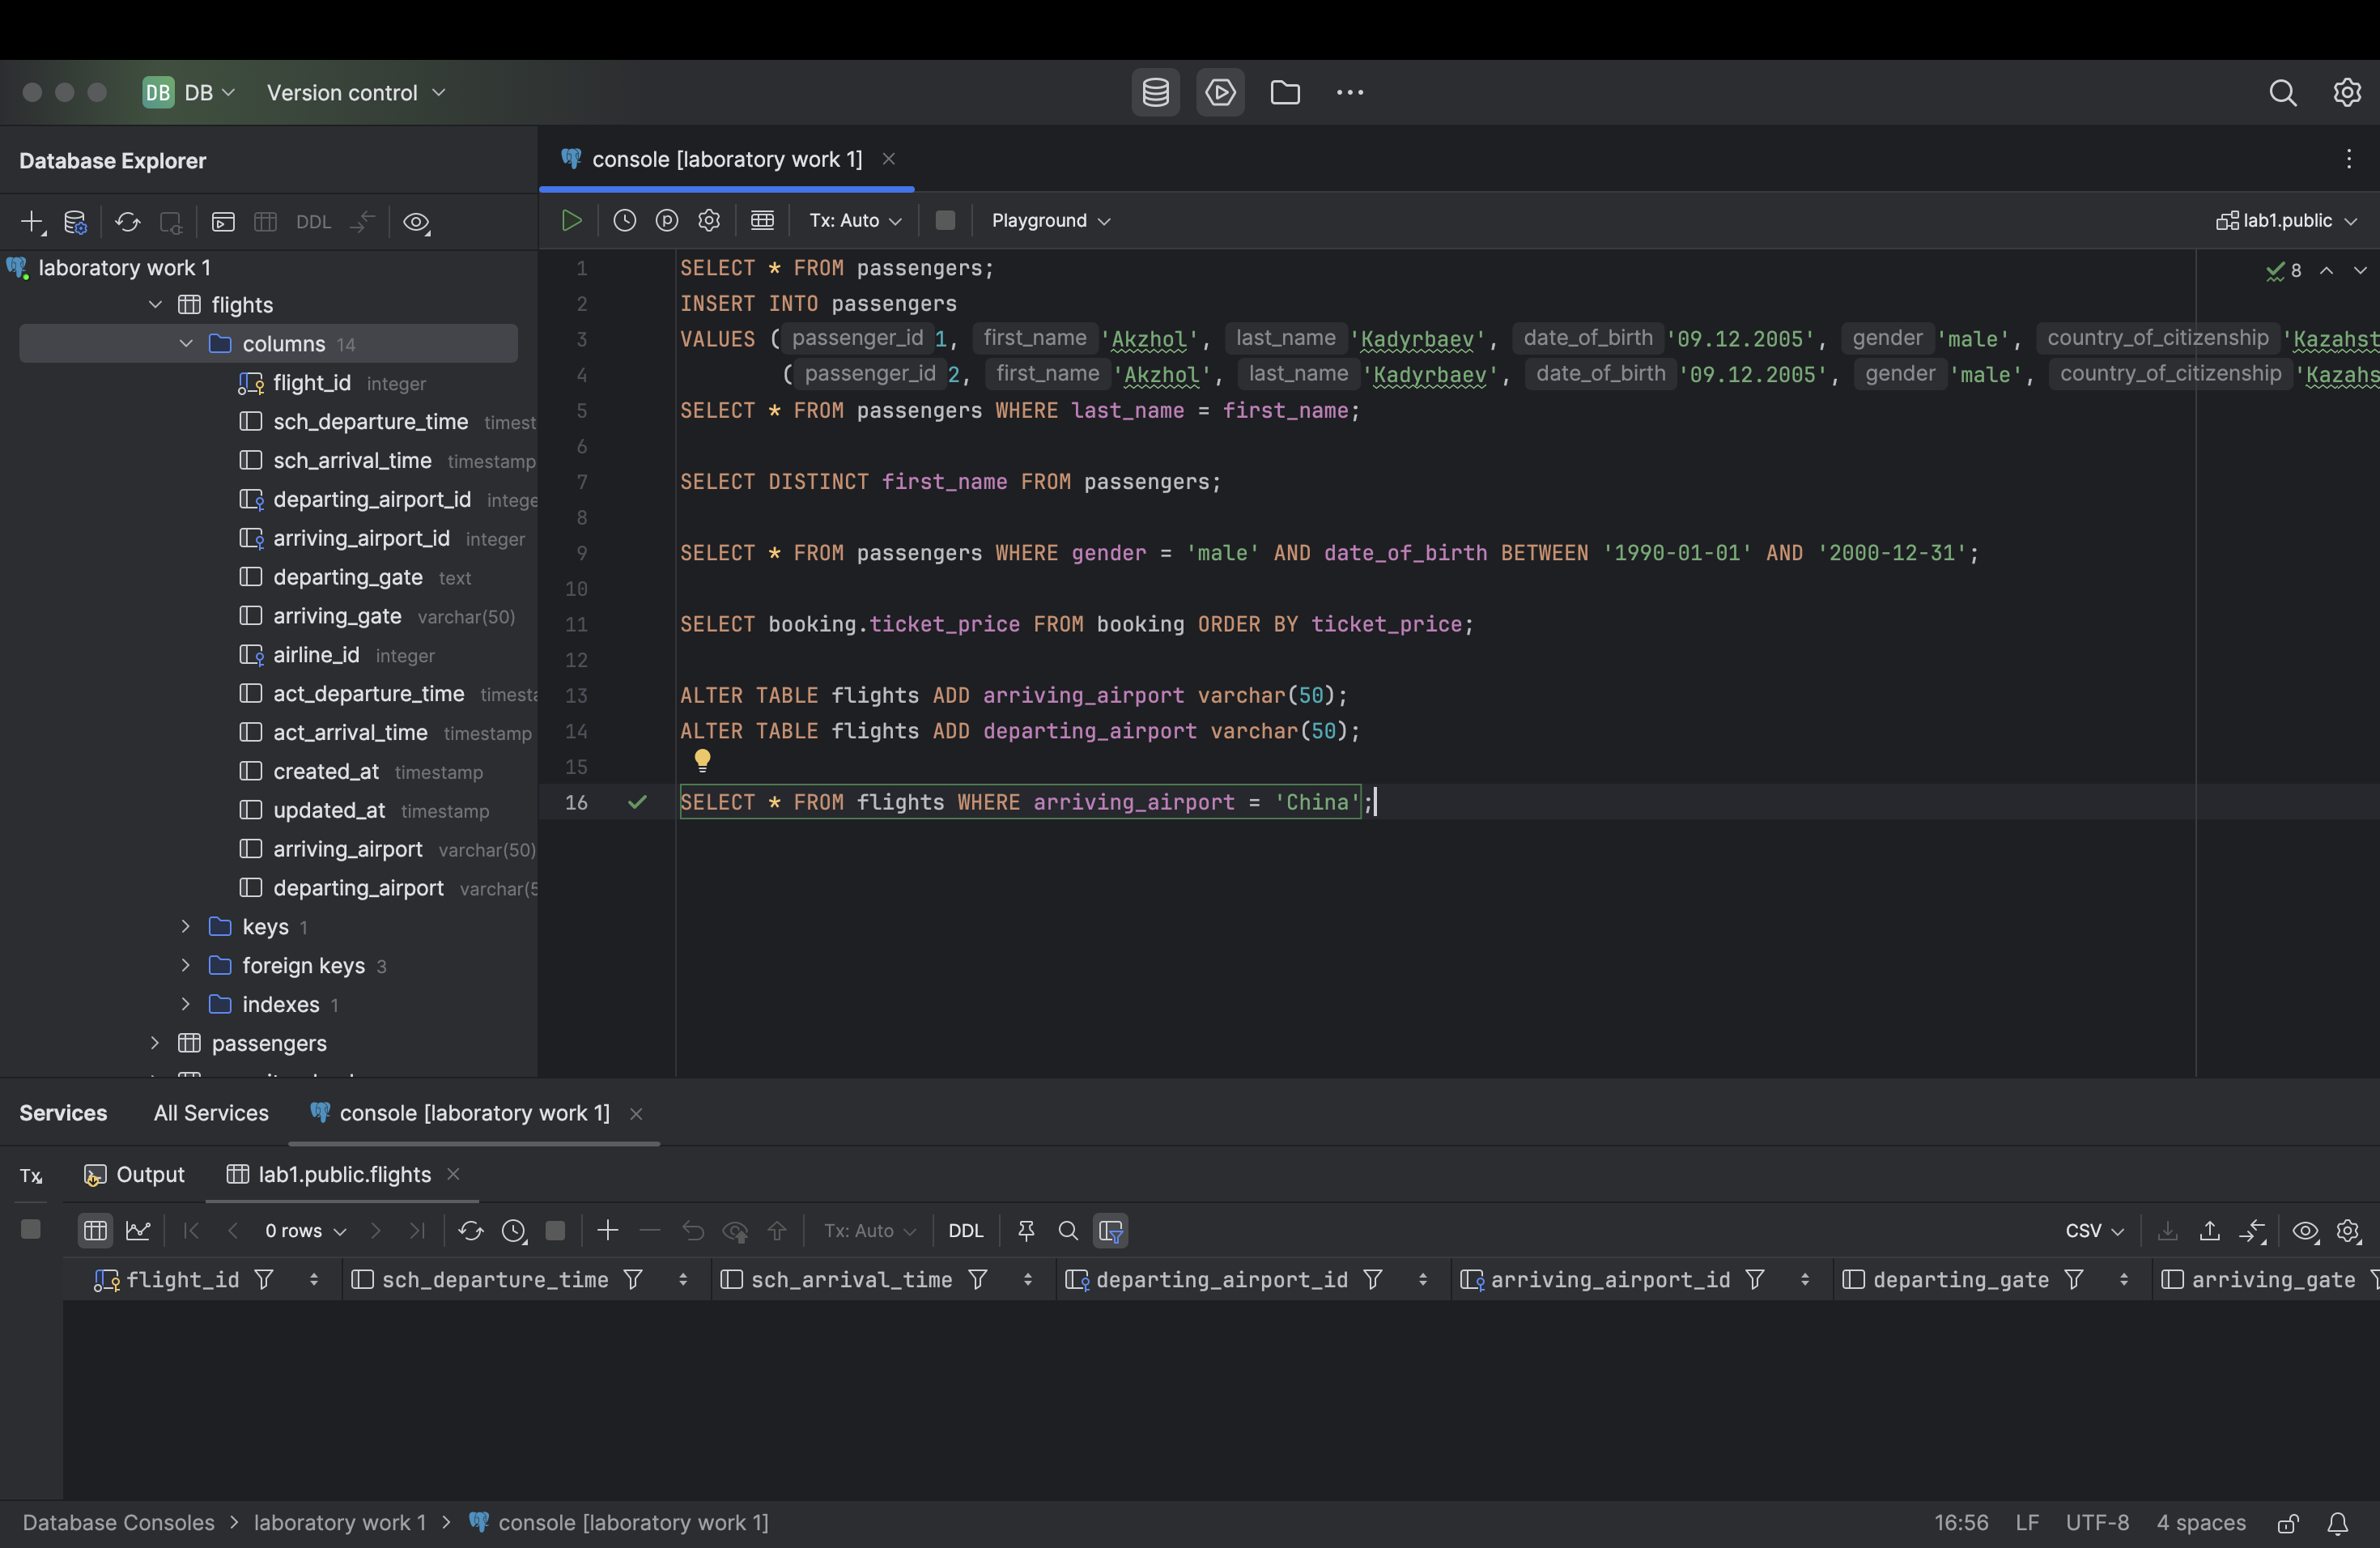 DB DB Version control
Database Explorer
console [laboratory work 1]
DDL
Tx: Auto Playground lab1.public
laboratory work 1
flights
columns 14
flight_id integer
sch_departure_time timest
sch_arrival_time timestamp
departing_airport_id intege
arriving_airport_id integer
departing_gate text
arriving_gate varchar(50)
airline_id integer
act_departure_time timesta
act_arrival_time timestamp
created_at timestamp
updated_at timestamp
arriving_airport varchar(50)
departing_airport varchar(5
keys 1
foreign keys 3
indexes 1
passengers
8
1 SELECT * FROM passengers;
2 INSERT INTO passengers
3 VALUES ( passenger_id 1, first_name 'Akzhol', last_name 'Kadyrbaev', date_of_birth '09.12.2005', gender 'male', country_of_citizenship 'Kazahst
4 ( passenger_id 2, first_name 'Akzhol', last_name 'Kadyrbaev', date_of_birth '09.12.2005', gender 'male', country_of_citizenship 'Kazahs
5 SELECT * FROM passengers WHERE last_name = first_name;
6
7 SELECT DISTINCT first_name FROM passengers;
8
9 SELECT * FROM passengers WHERE gender = 'male' AND date_of_birth BETWEEN '1990-01-01' AND '2000-12-31';
10
11 SELECT booking.ticket_price FROM booking ORDER BY ticket_price;
12
13 ALTER TABLE flights ADD arriving_airport varchar(50);
14 ALTER TABLE flights ADD departing_airport varchar(50);
15
16 SELECT * FROM flights WHERE arriving_airport = 'China';
Services All Services console [laboratory work 1]
Tx Output lab1.public.flights
0 rows Tx: Auto DDL CSV
flight_id sch_departure_time sch_arrival_time departing_airport_id arriving_airport_id departing_gate arriving_gate
Database Consoles > laboratory work 1 > console [laboratory work 1] 16:56 LF UTF-8 4 spaces